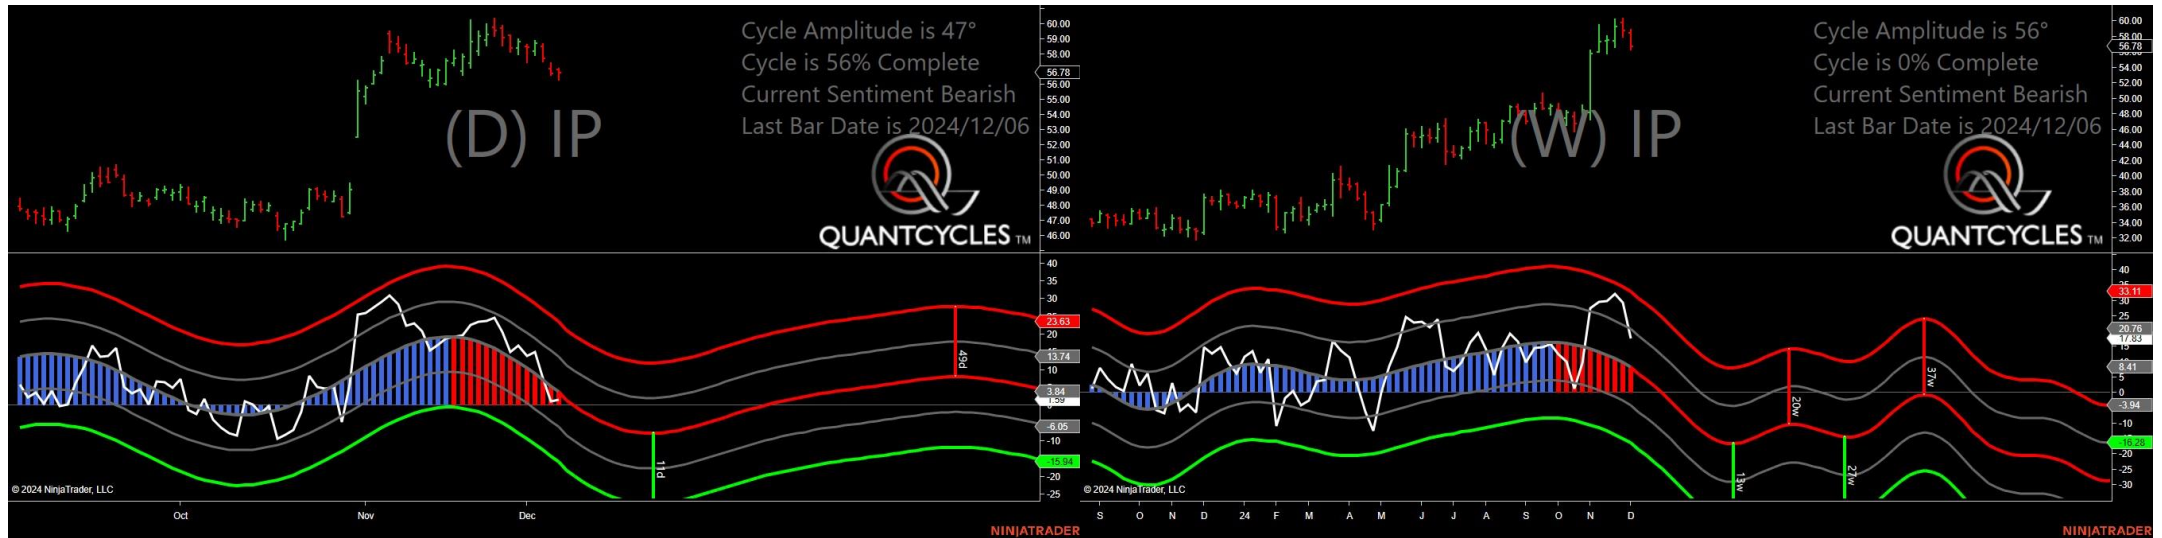 Cycle Amplitude is 47°
Cycle is 56% Complete
Current Sentiment Bearish
Last Bar Date is 2024/12/06
(D) IP
QUANTCYCLES TM
60.00
59.00
58.00
56.78
56.00
55.00
54.00
53.00
52.00
51.00
50.00
49.00
48.00
47.00
46.00
40
35
30
25
23.63
20
13.74
10
3.84
1.59
0
-6.05
-10
-15.94
-20
-25
49d
11d
© 2024 NinjaTrader, LLC
Oct
Nov
Dec
NINJATRADER
Cycle Amplitude is 56°
Cycle is 0% Complete
Current Sentiment Bearish
Last Bar Date is 2024/12/06
(W) IP
QUANTCYCLES TM
60.00
58.00
56.78
54.00
52.00
50.00
48.00
46.00
44.00
42.00
40.00
38.00
36.00
34.00
32.00
40
33.11
30
25
20.76
17.83
15
8.41
5
0
-3.94
-10
-16.28
-20
-25
-30
20w
37w
13w
27w
© 2024 NinjaTrader, LLC
S
O
N
D
24
F
M
A
M
J
J
A
S
O
N
D
NINJATRADER